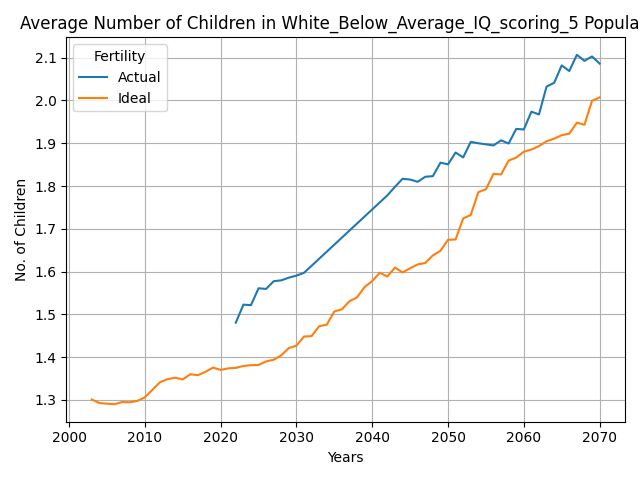 Average Number of Children in White_Below_Average_IQ_scoring_5 Popula
Fertility
Actual
Ideal
No. of Children
2.1
2.0
1.9
1.8
1.7
1.6
1.5
1.4
1.3
2000 2010 2020 2030 2040 2050 2060 2070
Years